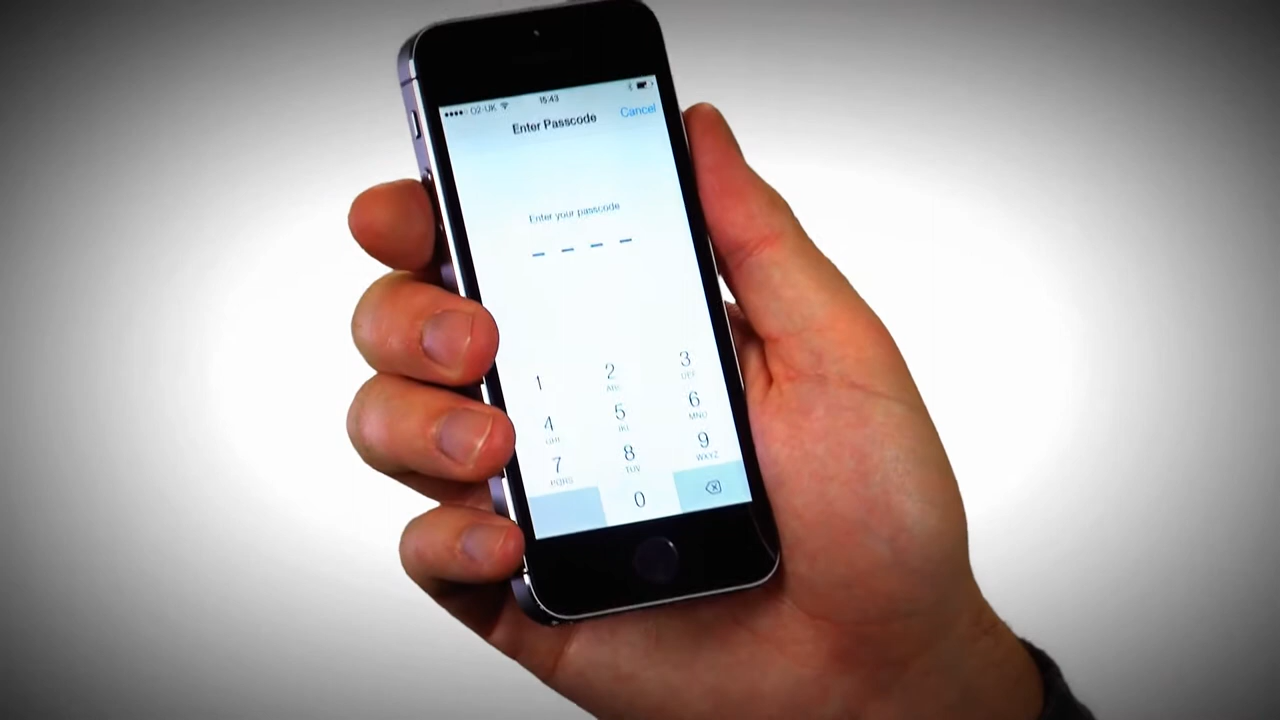 O2-UK 15:43
Enter Passcode Cancel
Enter your passcode
1 2 3
ABC DEF
4 5 6
GHI JKL MNO
7 8 9
PQRS TUV WXYZ
0